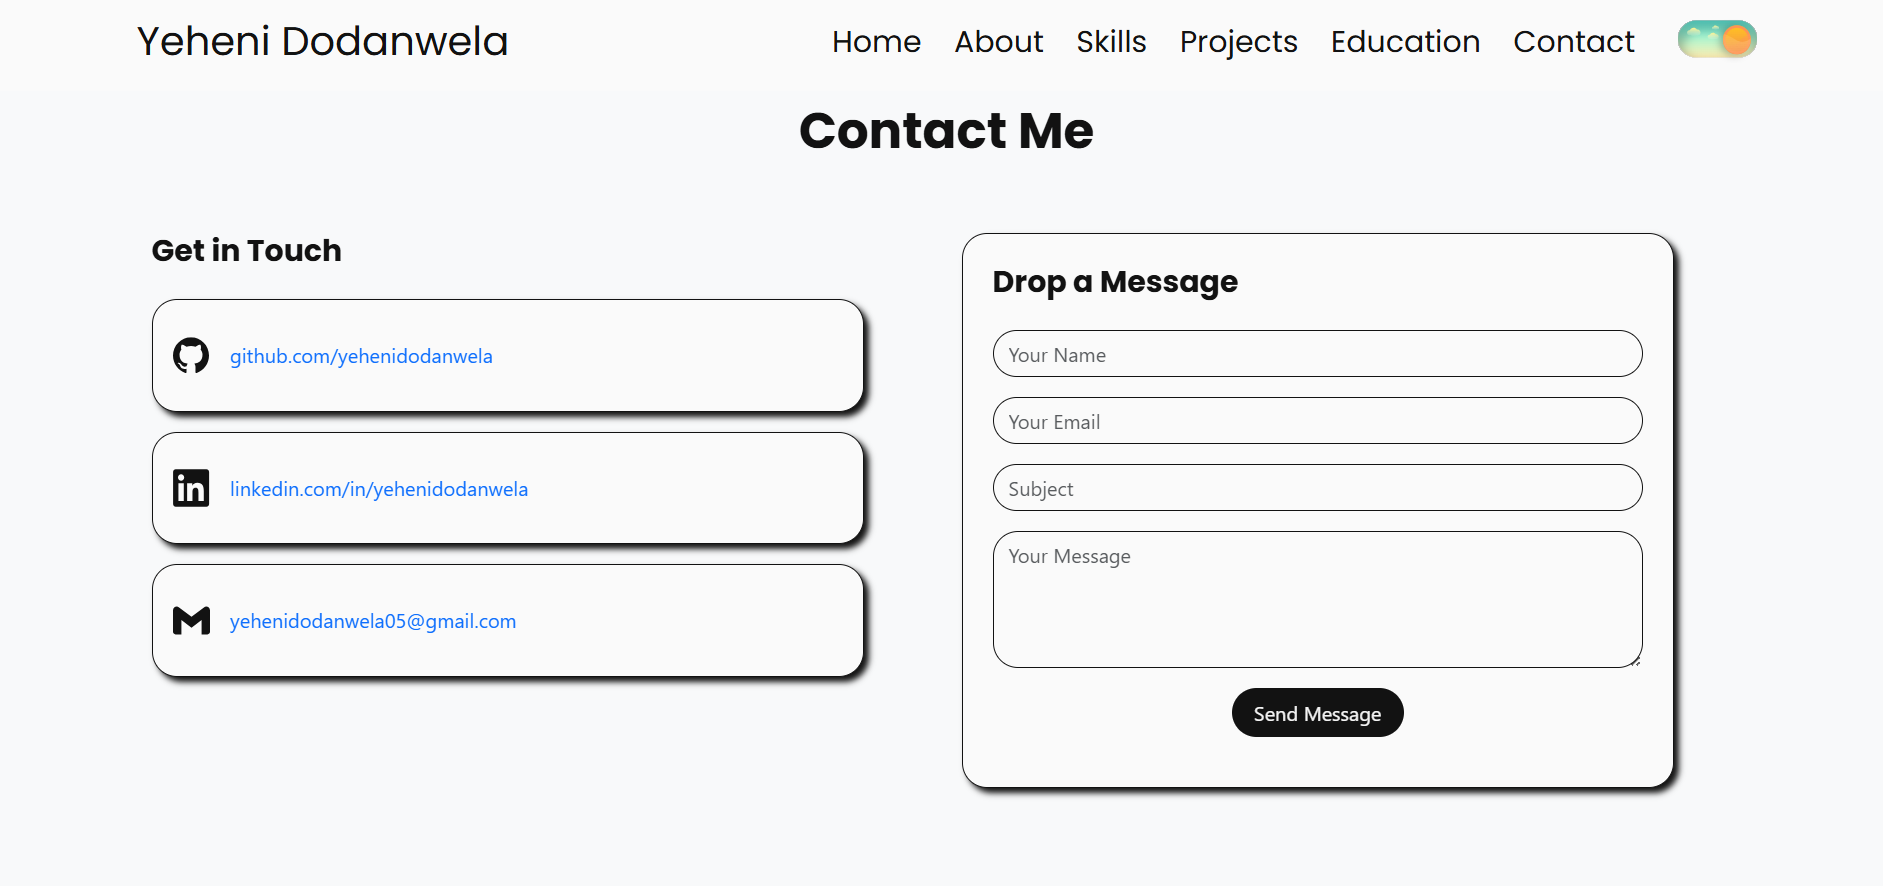 Yeheni Dodanwela
Home About Skills Projects Education Contact
Contact Me
Get in Touch
github.com/yehenidodanwela
linkedin.com/in/yehenidodanwela
yehenidodanwela05@gmail.com
Drop a Message
Your Name
Your Email
Subject
Your Message
Send Message